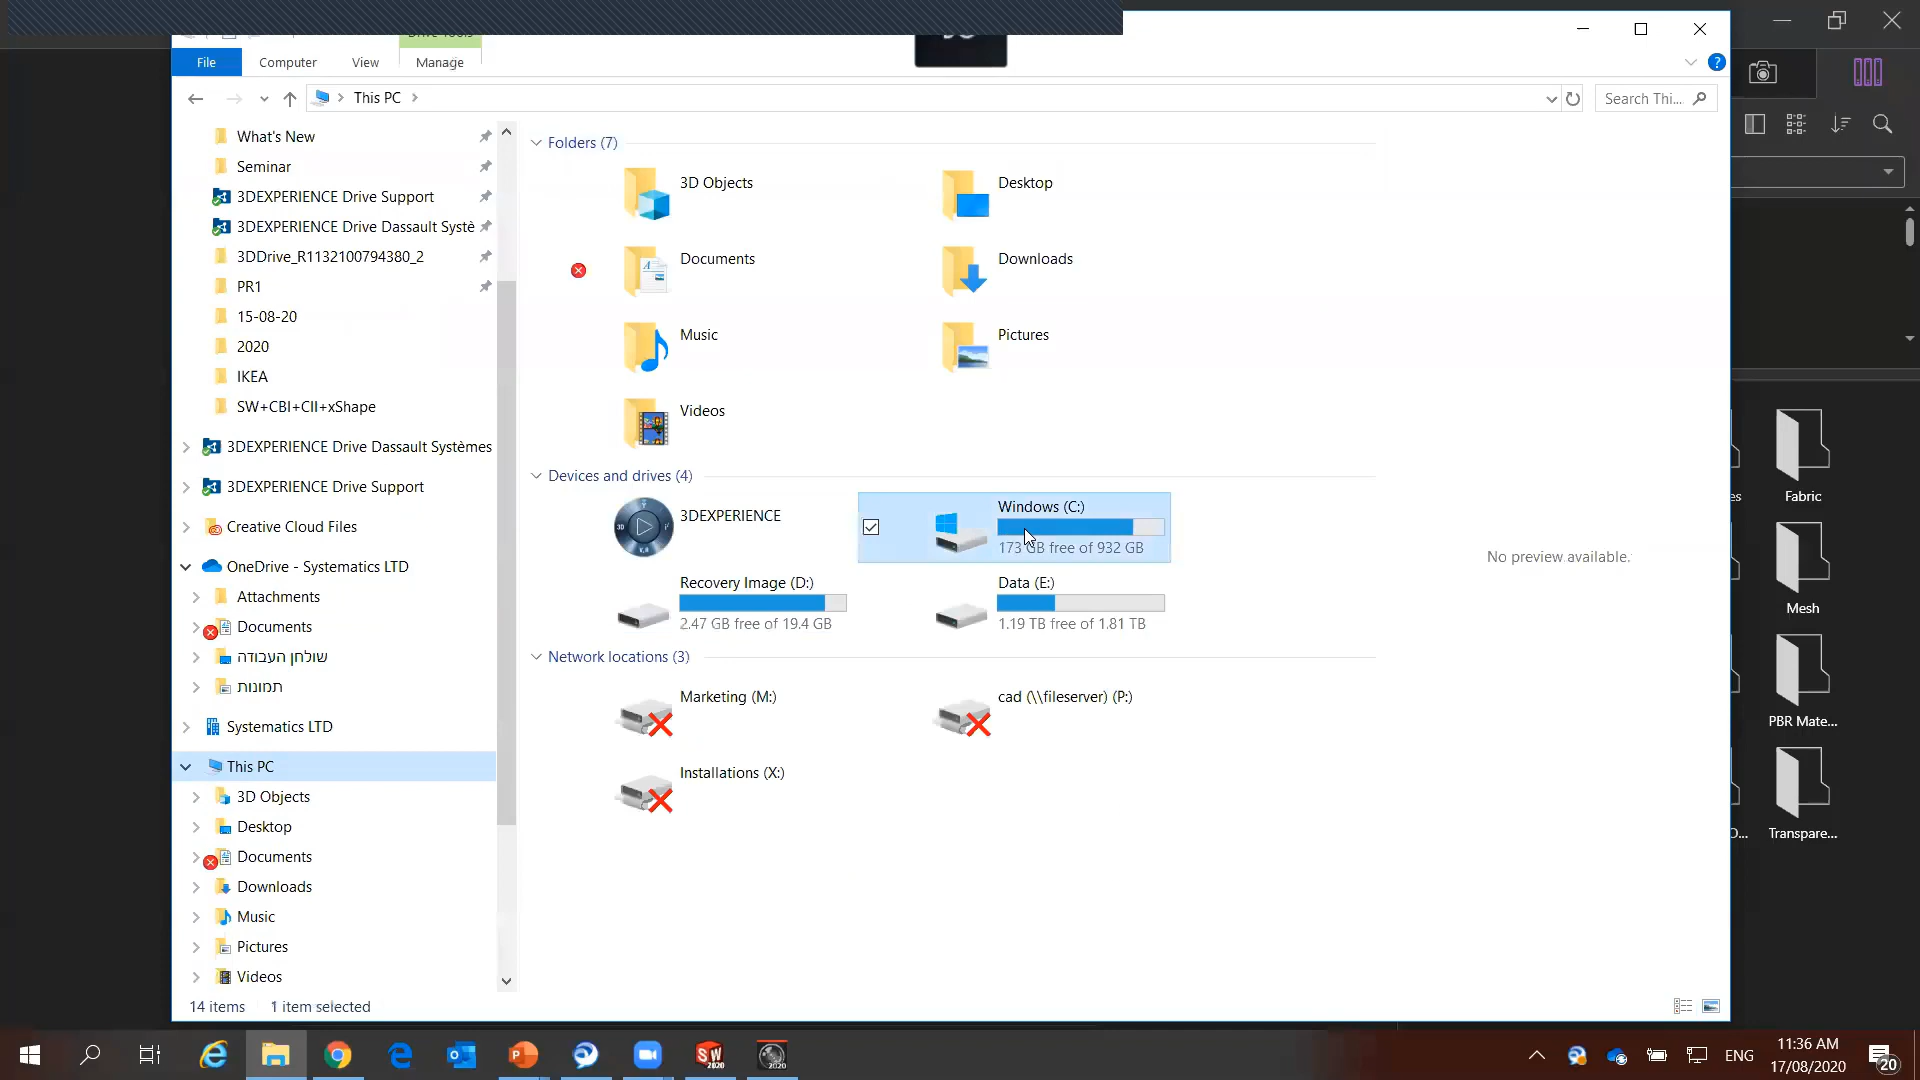 File
Computer
View
Manage
This PC
Search Thi...
What's New
Seminar
3DEXPERIENCE Drive Support
3DEXPERIENCE Drive Dassault Systè
3DDrive_R1132100794380_2
PR1
15-08-20
2020
IKEA
SW+CBI+CII+xShape
3DEXPERIENCE Drive Dassault Systèmes
3DEXPERIENCE Drive Support
Creative Cloud Files
OneDrive - Systematics LTD
Attachments
Documents
שולחן העבודה
תמונות
Systematics LTD
This PC
3D Objects
Desktop
Documents
Downloads
Music
Pictures
Videos
14 items
1 item selected
Folders (7)
3D Objects
Desktop
Documents
Downloads
Music
Pictures
Videos
Devices and drives (4)
3DEXPERIENCE
Windows (C:)
173 GB free of 932 GB
Recovery Image (D:)
2.47 GB free of 19.4 GB
Data (E:)
1.19 TB free of 1.81 TB
Network locations (3)
Marketing (M:)
cad (\\fileserver) (P:)
Installations (X:)
No preview available.
Fabric
Mesh
PBR Mate...
Transpare...
SW
2020
2020
ENG
11:36 AM
17/08/2020
20